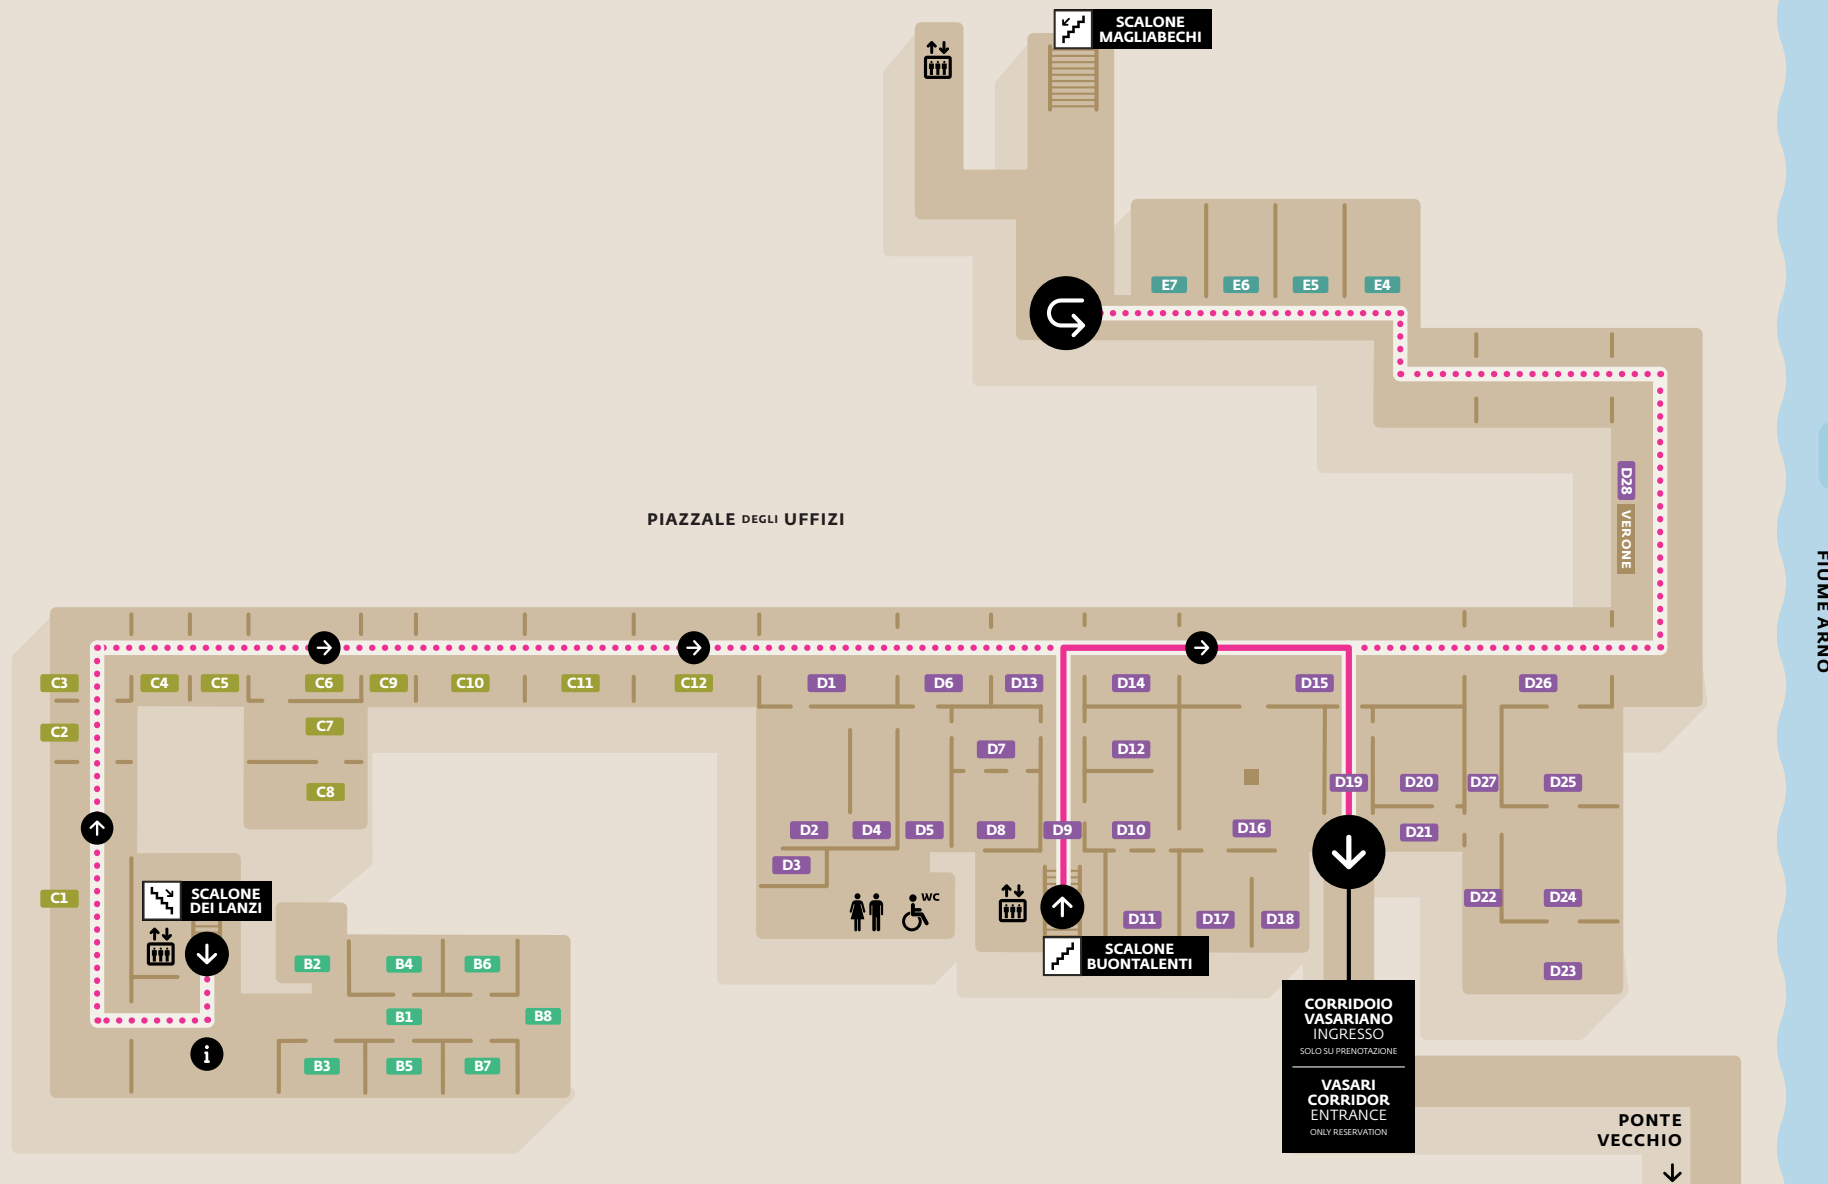 SCALONE
MAGLIABECHI
E7
E6
E5
E4
D28
VERONE
PIAZZALE DEGLI UFFIZI
FIUME ARNO
C3
C4
C5
C6
C9
C10
C11
C12
D1
D6
D13
D14
D15
D26
C2
C7
D7
D12
C8
D19
D20
D27
D25
D2
D4
D5
D8
D9
D10
D16
D21
D3
C1
SCALONE
DEI LANZI
WC
D11
D17
D18
D22
D24
SCALONE
BUONTALENTI
B2
B4
B6
D23
B1
B8
i
B3
B5
B7
CORRIDOIO
VASARIANO
INGRESSO
SOLO SU PRENOTAZIONE
VASARI
CORRIDOR
ENTRANCE
ONLY RESERVATION
PONTE
VECCHIO